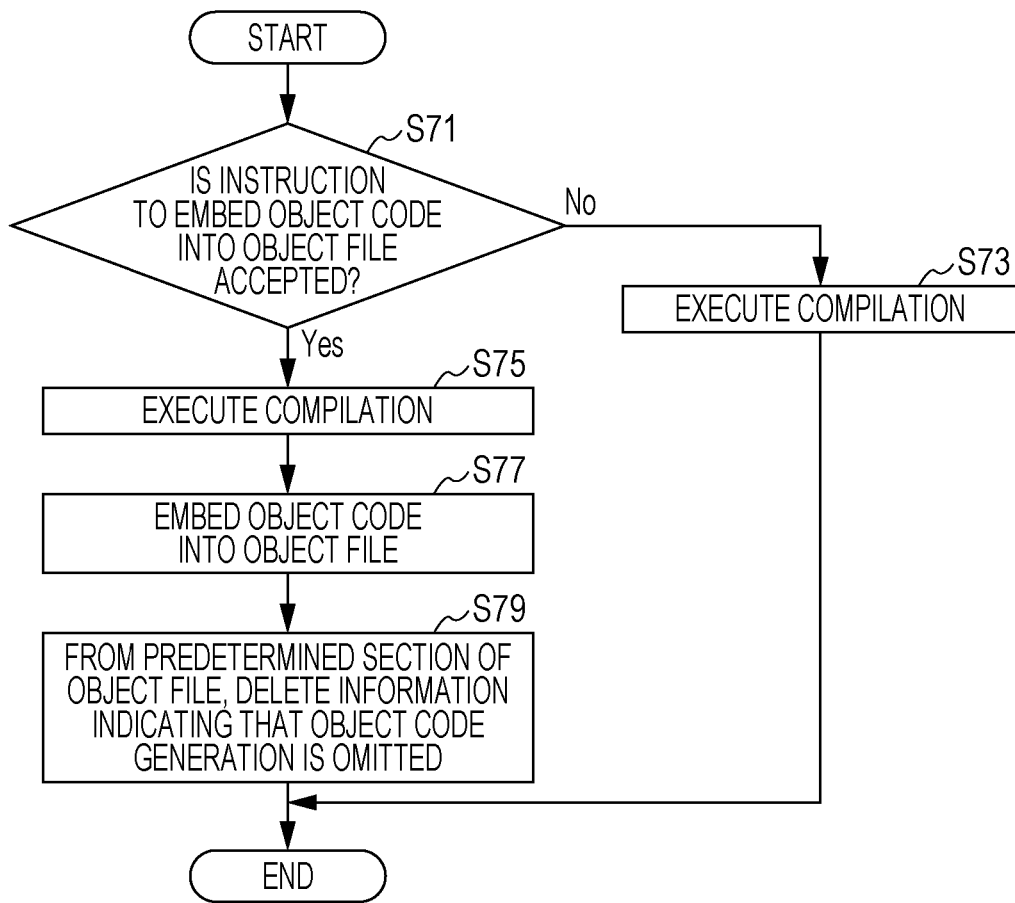 START
S71
IS INSTRUCTION
TO EMBED OBJECT CODE
INTO OBJECT FILE
ACCEPTED?
No
S73
EXECUTE COMPILATION
Yes
S75
EXECUTE COMPILATION
S77
EMBED OBJECT CODE
INTO OBJECT FILE
S79
FROM PREDETERMINED SECTION OF
OBJECT FILE, DELETE INFORMATION
INDICATING THAT OBJECT CODE
GENERATION IS OMITTED
END